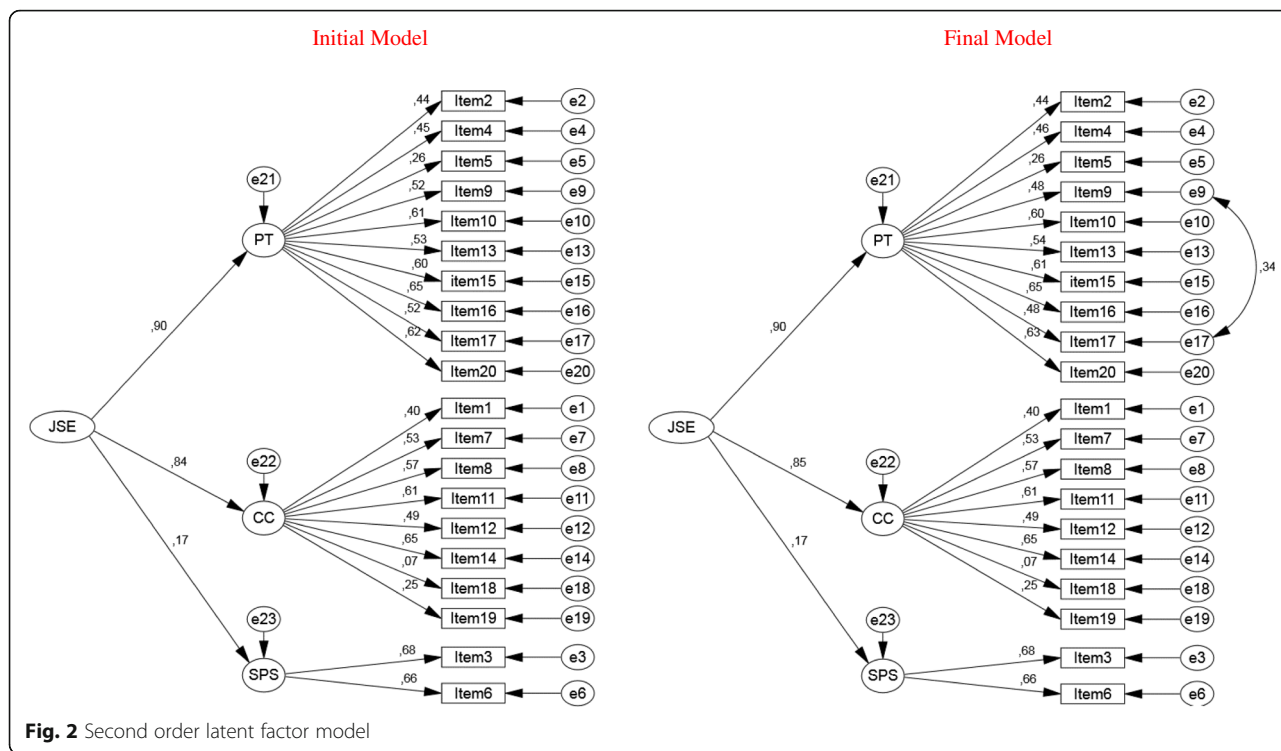 Initial Model
Final Model
,44 Item2 e2
,45 Item4 e4
,26 Item5 e5
e21 ,52 Item9 e9
,61 Item10 e10
PT ,53 Item13 e13
,60 item15 e15
,65 Item16 e16
,52 Item17 e17
,90 ,62 Item20 e20
,40 Item1 e1
JSE ,53 Item7 e7
,84 e22 ,57 Item8 e8
,61 Item11 e11
CC ,49 Item12 e12
,17 ,65 Item14 e14
,07 Item18 e18
,25 Item19 e19
e23 ,68 Item3 e3
SPS ,66 Item6 e6
,44 Item2 e2
,46 Item4 e4
,26 Item5 e5
e21 ,48 Item9 e9
,60 Item10 e10
PT ,54 Item13 e13
,61 item15 e15 ,34
,65 Item16 e16
,48 Item17 e17
,90 ,63 Item20 e20
,40 Item1 e1
JSE ,53 Item7 e7
,85 e22 ,57 Item8 e8
,61 Item11 e11
CC ,49 Item12 e12
,17 ,65 Item14 e14
,07 Item18 e18
,25 Item19 e19
e23 ,68 Item3 e3
SPS ,66 Item6 e6
Fig. 2 Second order latent factor model